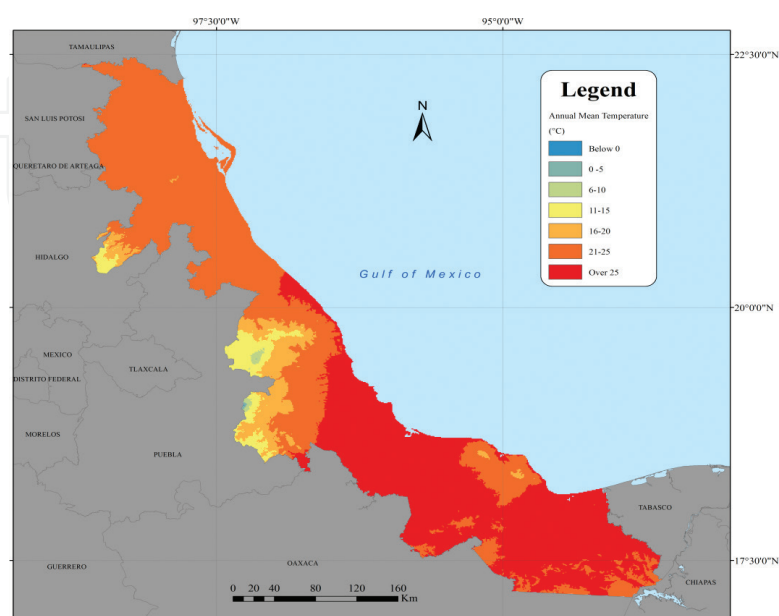 97°30'0"W
95°0'0"W
TAMAULIPAS
22°30'0"N
SAN LUIS POTOSI
QUERETARO DE ARTEAGA
HIDALGO
N
Legend
Annual Mean Temperature
(°C)
Below 0
0 -5
6-10
11-15
16-20
21-25
Over 25
Gulf of Mexico
20°0'0"N
MEXICO
TLAXCALA
DISTRITO FEDERAL
MORELOS
PUEBLA
TABASCO
GUERRERO
OAXACA
17°30'0"N
CHIAPAS
0 20 40 80 120 160
Km